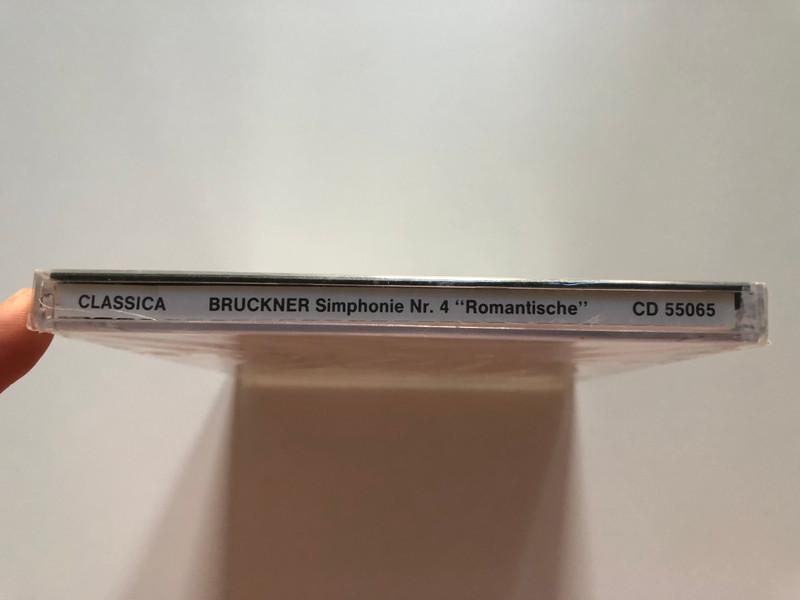 CLASSICA BRUCKNER Simphonie Nr. 4 “Romantische” CD 55065